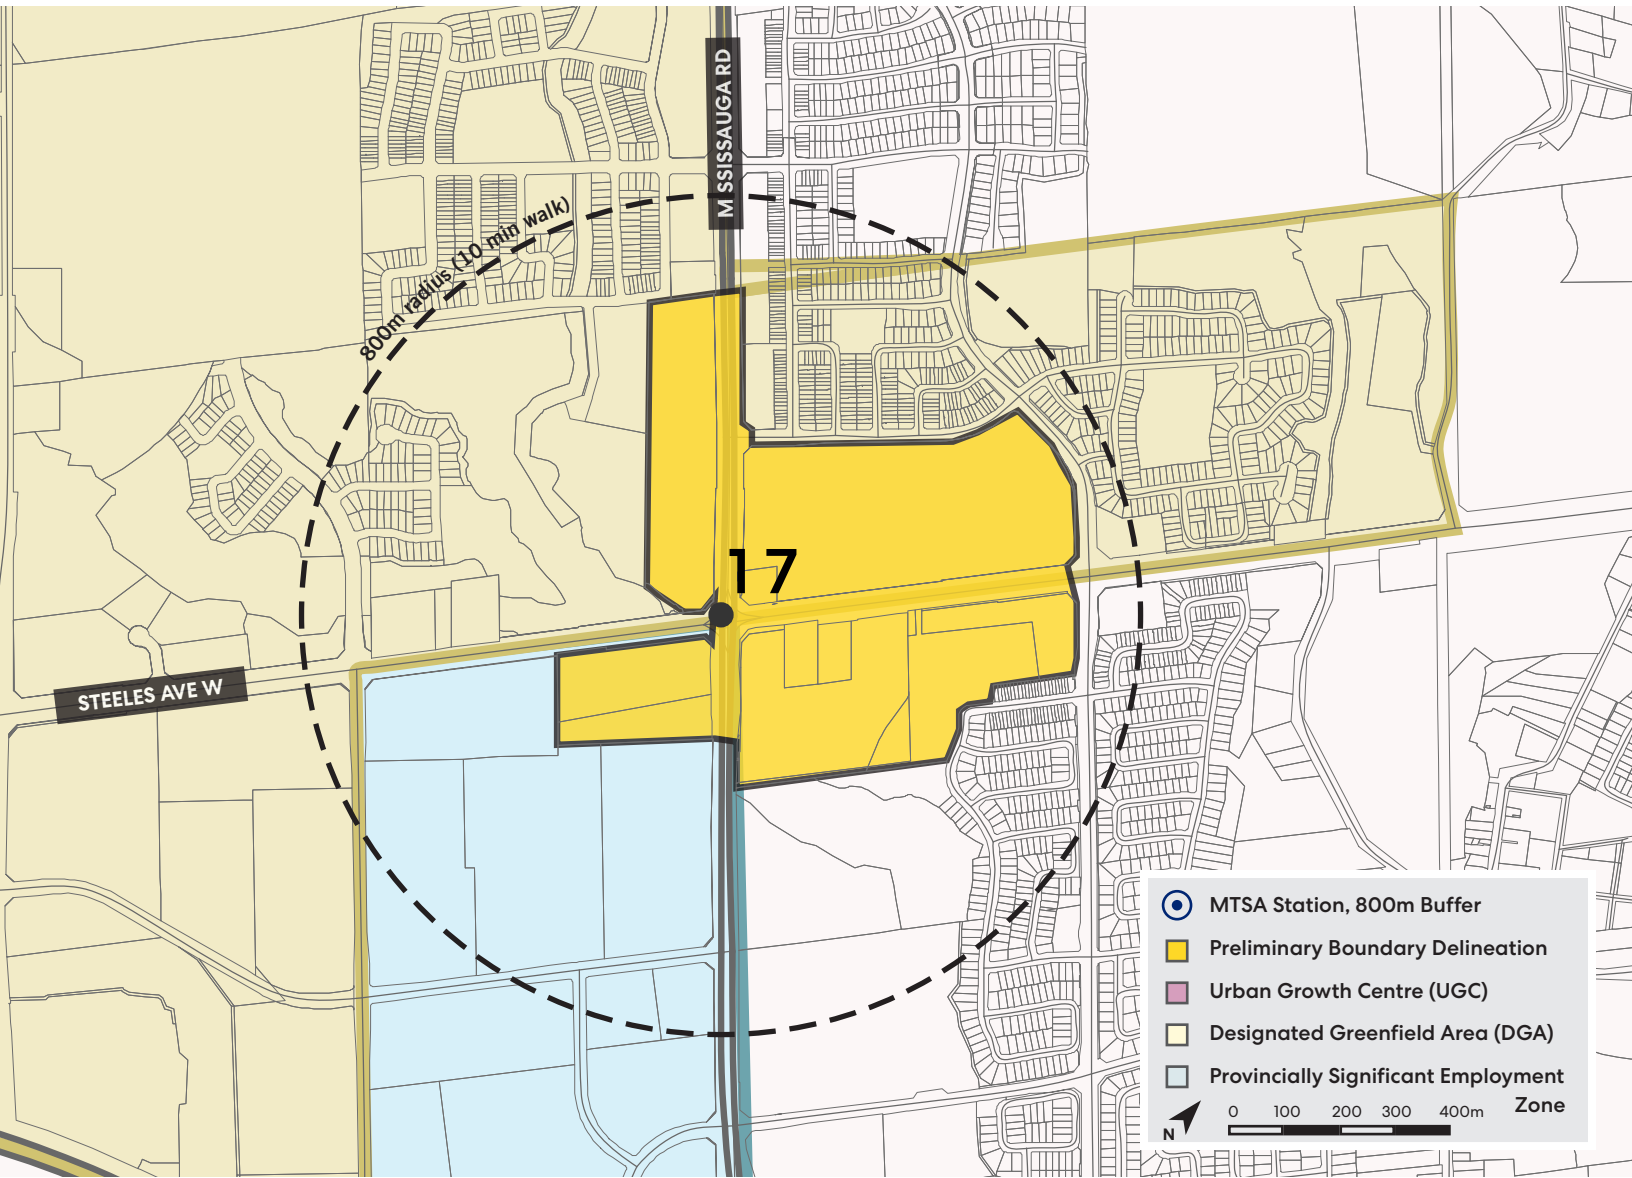 MISSISSAUGA RD
800m radius (10 min walk)
17
STEELES AVE W
MTSA Station, 800m Buffer
Preliminary Boundary Delineation
Urban Growth Centre (UGC)
Designated Greenfield Area (DGA)
Provincially Significant Employment
Zone
N
0 100 200 300 400m